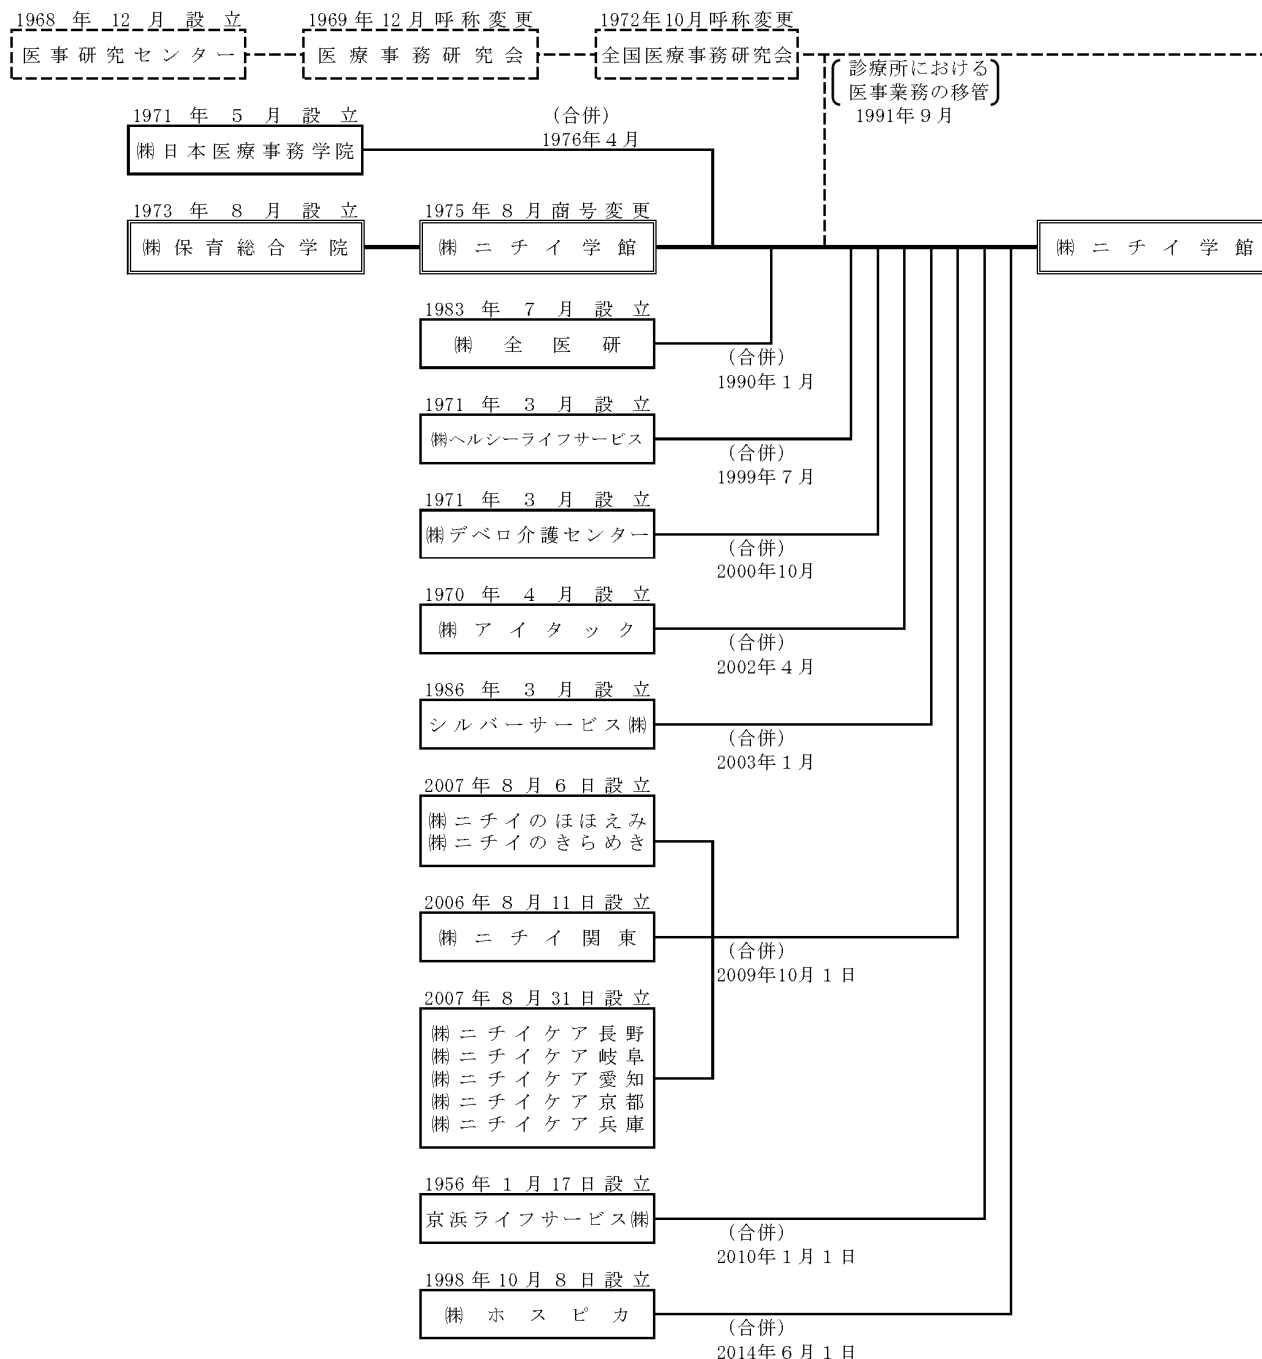 1968年12月設立
医事研究センター
1969年12月呼称変更
医療事務研究会
1972年10月呼称変更
全国医療事務研究会
診療所における
医事業務の移管
1991年9月
1971年5月設立
㈱日本医療事務学院
(合併)
1976年4月
1973年8月設立
㈱保育総合学院
1975年8月商号変更
㈱ニチイ学館
㈱ニチイ学館
1983年7月設立
㈱全医研
(合併)
1990年1月
1971年3月設立
㈱ヘルシーライフサービス
(合併)
1999年7月
1971年3月設立
㈱デベロ介護センター
(合併)
2000年10月
1970年4月設立
㈱アイタック
(合併)
2002年4月
1986年3月設立
シルバーサービス㈱
(合併)
2003年1月
2007年8月6日設立
㈱ニチイのほほえみ
㈱ニチイのきらめき
2006年8月11日設立
㈱ニチイ関東
(合併)
2009年10月1日
2007年8月31日設立
㈱ニチイケア長野
㈱ニチイケア岐阜
㈱ニチイケア愛知
㈱ニチイケア京都
㈱ニチイケア兵庫
1956年1月17日設立
京浜ライフサービス㈱
(合併)
2010年1月1日
1998年10月8日設立
㈱ホスピカ
(合併)
2014年6月1日